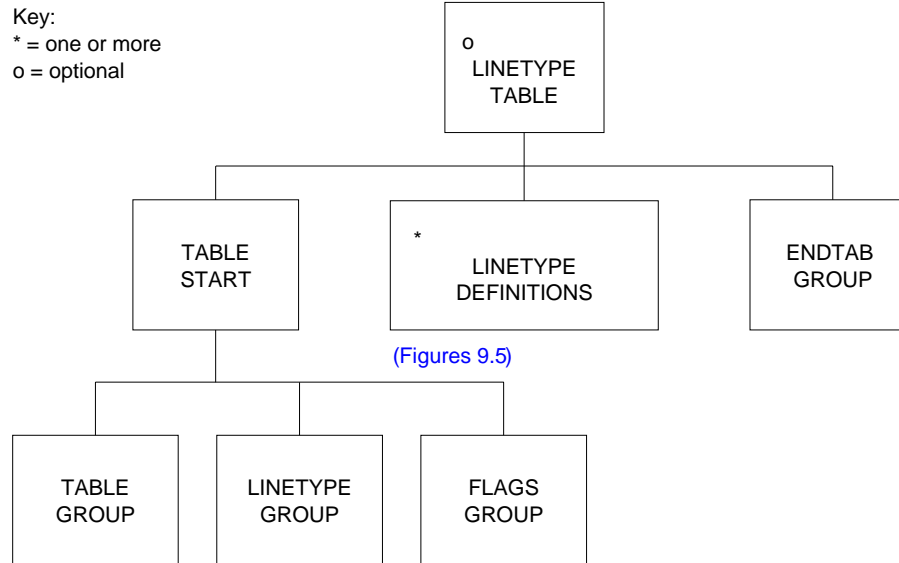 Key:
* = one or more
o = optional
o
LINETYPE
TABLE
TABLE
START
*
LINETYPE
DEFINITIONS
ENDTAB
GROUP
(Figures 9.5)
TABLE
GROUP
LINETYPE
GROUP
FLAGS
GROUP